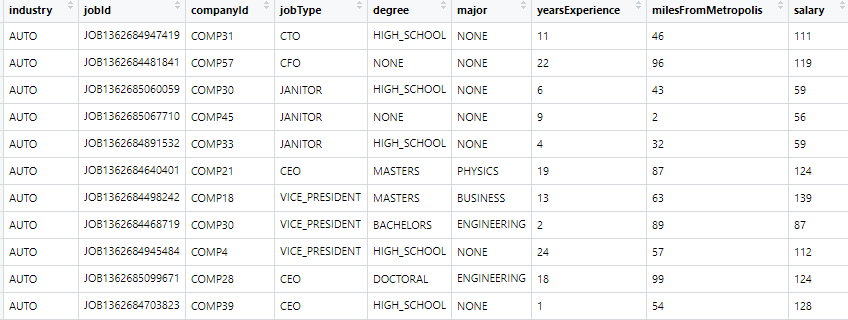 industry jobId companyId jobType degree major yearsExperience milesFromMetropolis salary
AUTO JOB1362684947419 COMP31 CTO HIGH_SCHOOL NONE 11 46 111
AUTO JOB1362684481841 COMP57 CFO NONE NONE 22 96 119
AUTO JOB1362685060059 COMP30 JANITOR HIGH_SCHOOL NONE 6 43 59
AUTO JOB1362685067710 COMP45 JANITOR NONE NONE 9 2 56
AUTO JOB1362684891532 COMP33 JANITOR HIGH_SCHOOL NONE 4 32 59
AUTO JOB1362684640401 COMP21 CEO MASTERS PHYSICS 19 87 124
AUTO JOB1362684498242 COMP18 VICE_PRESIDENT MASTERS BUSINESS 13 63 139
AUTO JOB1362684468719 COMP30 VICE_PRESIDENT BACHELORS ENGINEERING 2 89 87
AUTO JOB1362684945484 COMP4 VICE_PRESIDENT HIGH_SCHOOL NONE 24 57 112
AUTO JOB1362685099671 COMP28 CEO DOCTORAL ENGINEERING 18 99 124
AUTO JOB1362684703823 COMP39 CEO HIGH_SCHOOL NONE 1 54 128